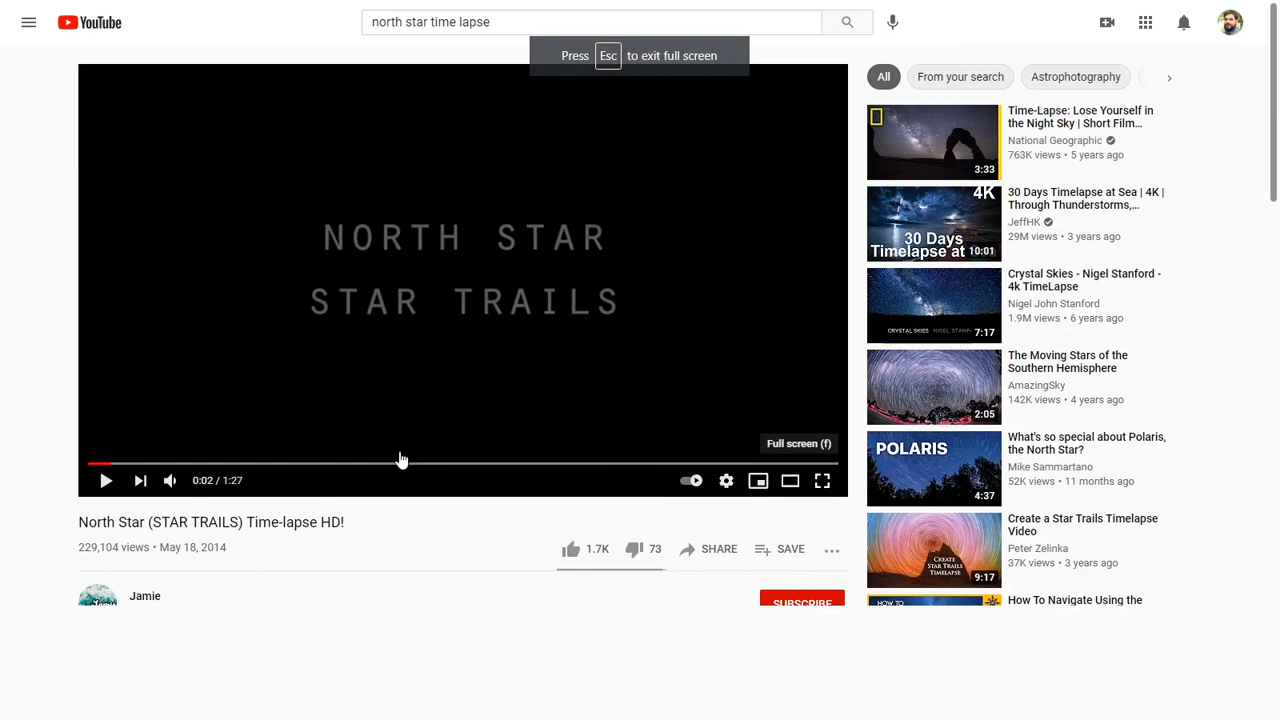 YouTube
north star time lapse
Press Esc to exit full screen
NORTH STAR
STAR TRAILS
Full screen (f)
0:02 / 1:27
North Star (STAR TRAILS) Time-lapse HD!
229,104 views • May 18, 2014
1.7K
73
SHARE
SAVE
Jamie
SUBSCRIBE
All
From your search
Astrophotography
3:33
Time-Lapse: Lose Yourself in
the Night Sky | Short Film…
National Geographic
763K views • 5 years ago
4K
30 Days
Timelapse at
10:01
30 Days Timelapse at Sea | 4K |
Through Thunderstorms,…
JeffHK
29M views • 3 years ago
CRYSTAL SKIES
7:17
Crystal Skies - Nigel Stanford -
4k TimeLapse
Nigel John Stanford
1.9M views • 6 years ago
2:05
The Moving Stars of the
Southern Hemisphere
AmazingSky
142K views • 4 years ago
POLARIS
4:37
What's so special about Polaris,
the North Star?
Mike Sammartano
52K views • 11 months ago
CREATE
STAR TRAILS
TIMELAPSE
9:17
Create a Star Trails Timelapse
Video
Peter Zelinka
37K views • 3 years ago
HOW TO
How To Navigate Using the